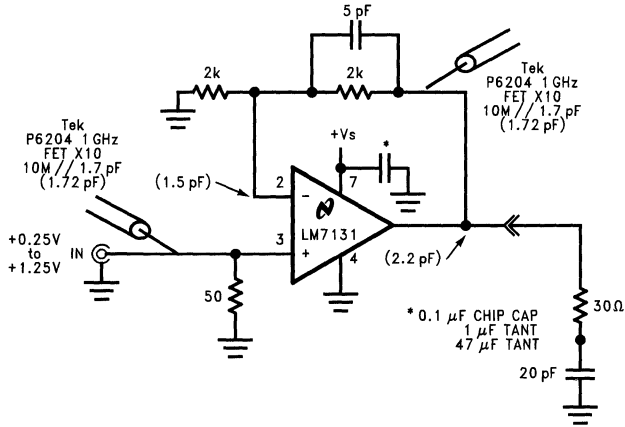 5 pF
2k
2k
Tek
P6204 1 GHz
FET X10
10M // 1.7 pF
(1.72 pF)
Tek
P6204 1 GHz
FET X10
10M // 1.7 pF
(1.72 pF)
+Vs
*
(1.5 pF)
2
7
-
LM7131
3
+
4
(2.2 pF)
+0.25V
to
+1.25V
IN
50
30Ω
* 0.1 µF CHIP CAP
1 µF TANT
47 µF TANT
20 pF